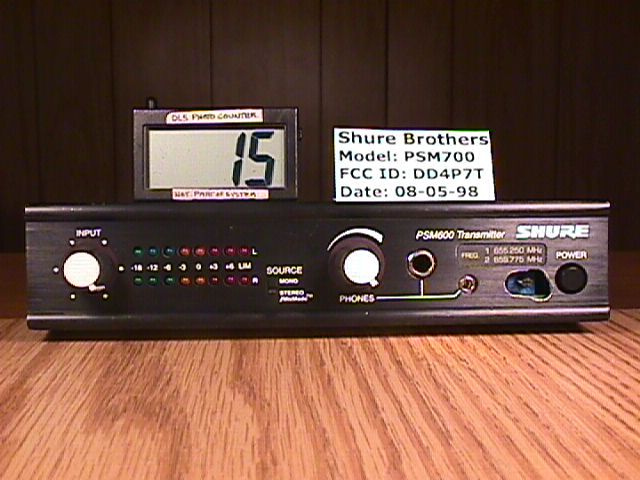 DLS PHOTO COUNTER
15
Shure Brothers
Model: PSM700
FCC ID: DD4P7T
Date: 08-05-98
INPUT
PSM600 Transmitter SHURE
L
-18 -12 -6 -3 0 +3 +6 LIM
R
SOURCE
MONO
STEREO
PHONES
FREQ. 1 655.250 MHz
2 658.775 MHz
POWER